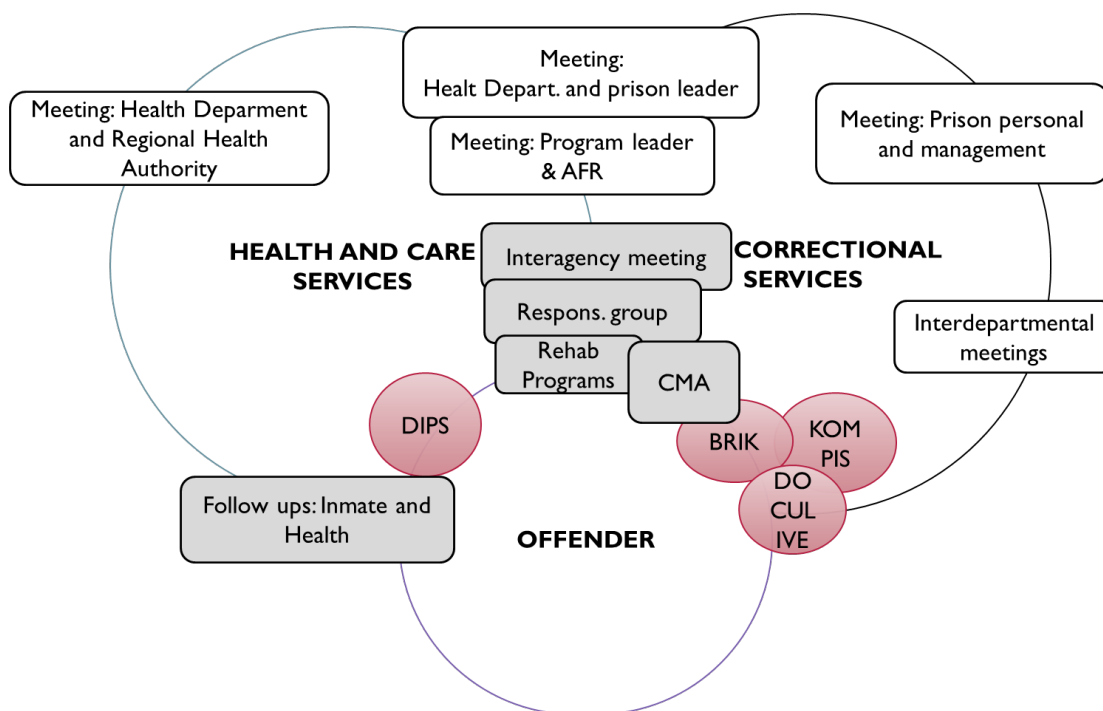 Meeting:
Healt Depart. and prison leader
Meeting: Health Deparment
and Regional Health
Authority
Meeting: Program leader
& AFR
Meeting: Prison personal
and management
HEALTH AND CARE
SERVICES
Interagency meeting
CORRECTIONAL
SERVICES
Respons. group
Interdepartmental
meetings
Rehab
Programs
CMA
DIPS
BRIK
KOM
PIS
DO
CUL
IVE
Follow ups: Inmate and
Health
OFFENDER